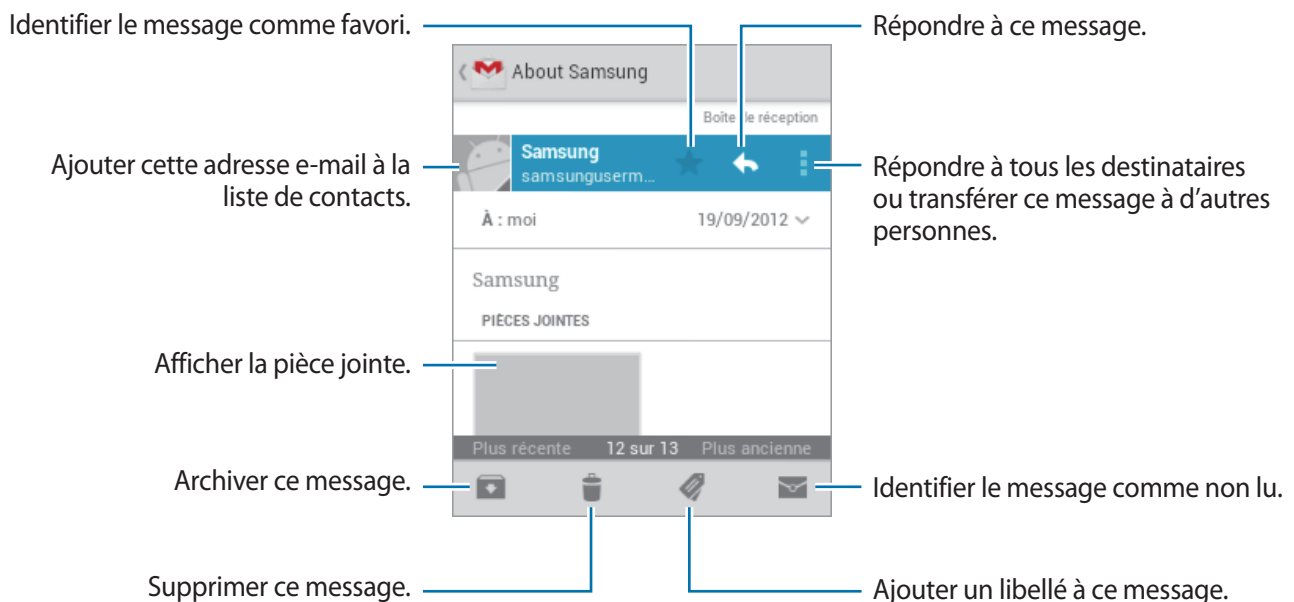 Identifier le message comme favori.
Répondre à ce message.
About Samsung
Boîte de réception
Ajouter cette adresse e-mail à la
liste de contacts.
Samsung
samsunguserm...
Répondre à tous les destinataires
ou transférer ce message à d'autres
personnes.
À : moi
19/09/2012
Samsung
PIÈCES JOINTES
Afficher la pièce jointe.
Plus récente
12 sur 13
Plus ancienne
Archiver ce message.
Identifier le message comme non lu.
Supprimer ce message.
Ajouter un libellé à ce message.